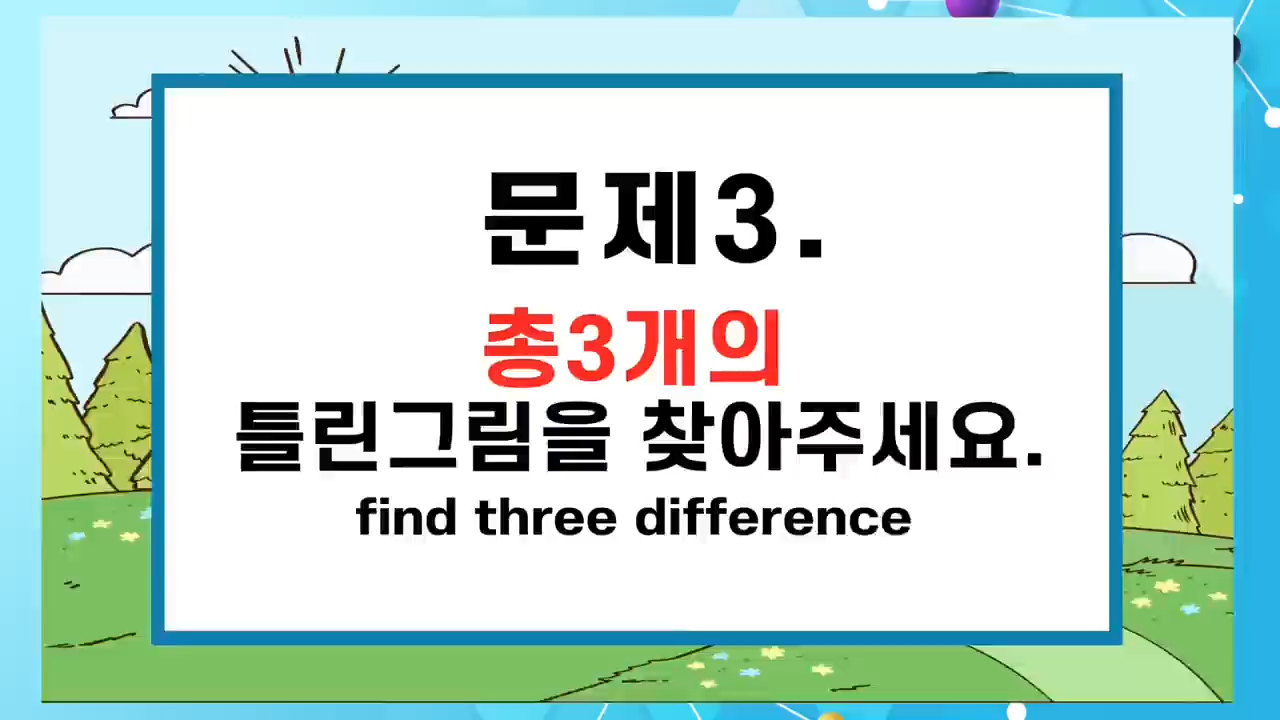 문제3.
총3개의
틀린그림을 찾아주세요.
find three difference